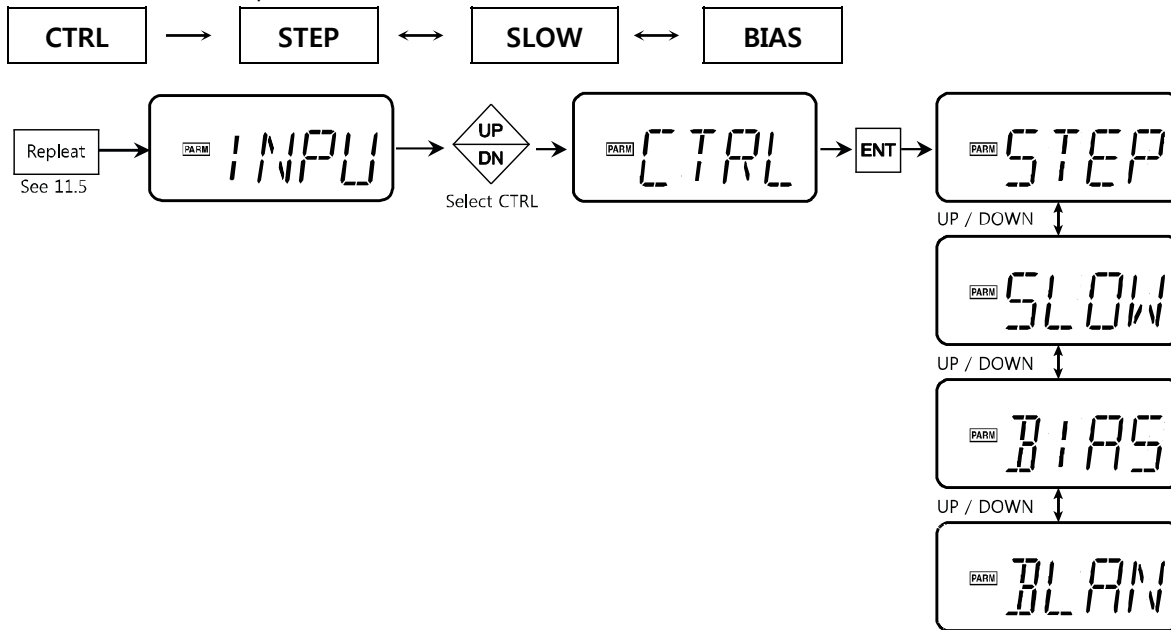 CTRL → STEP ↔ SLOW ↔ BIAS
Repleat
See 11.5
PARM INPU
UP
DN
Select CTRL
PARM CTRL
ENT
PARM STEP
UP / DOWN
PARM SLOW
UP / DOWN
PARM BIAS
UP / DOWN
PARM BLAN